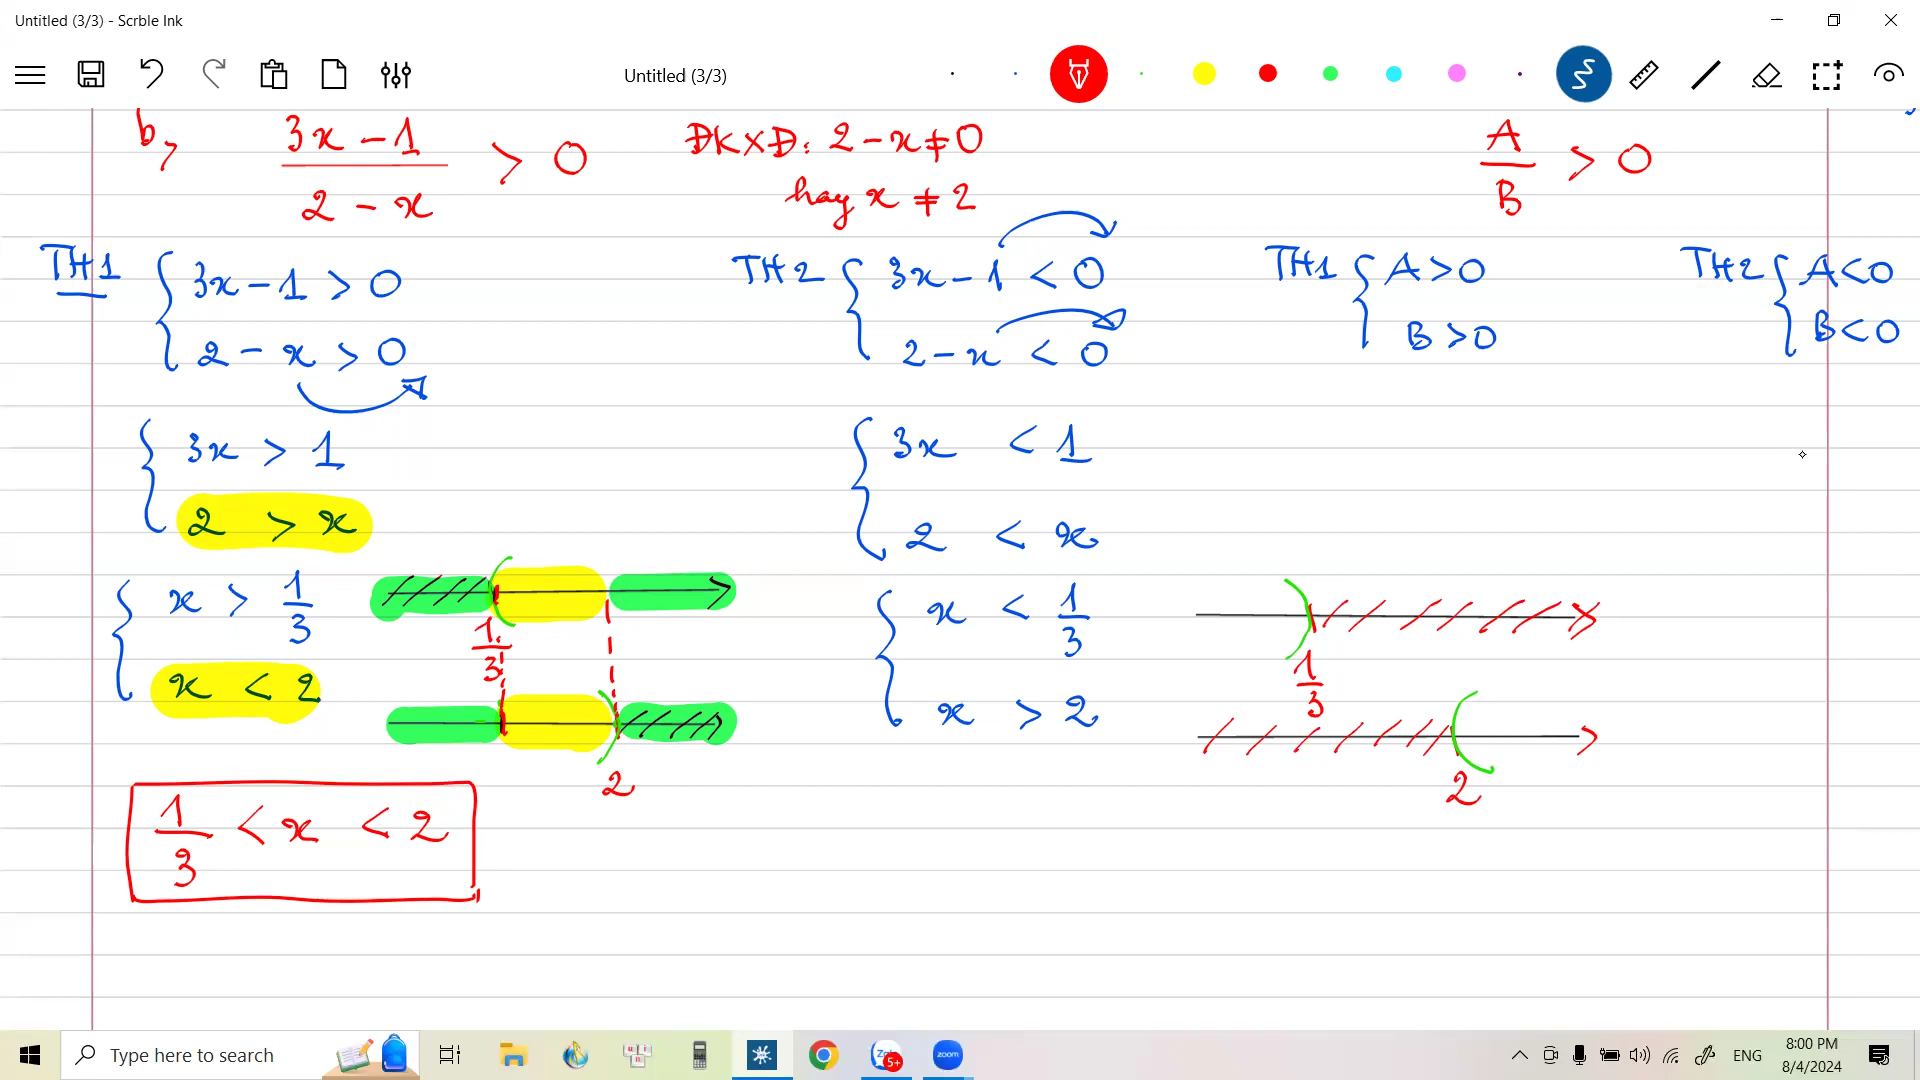 Untitled (3/3) - Scrble Ink
Untitled (3/3)
b, (3x - 1)/(2 - x) > 0
ĐKXĐ: 2 - x ≠ 0
hay x ≠ 2
A/B > 0
TH1 { 3x - 1 > 0
2 - x > 0
TH2 { 3x - 1 < 0
2 - x < 0
TH1 { A > 0
B > 0
TH2 { A < 0
B < 0
{ 3x > 1
2 > x
{ x > 1/3
x < 2
1/3
2
1/3 < x < 2
{ 3x < 1
2 < x
{ x < 1/3
x > 2
1/3
2
Type here to search
5+
zoom
ENG
8:00 PM
8/4/2024